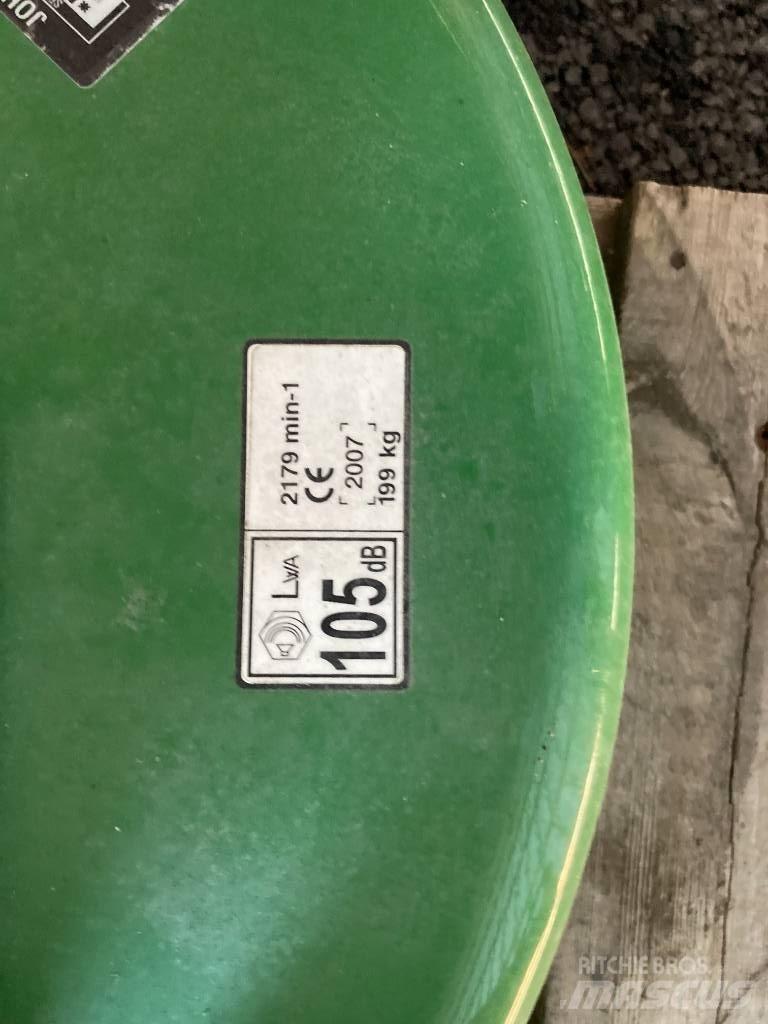 2179 min-1
CE
2007
199 kg
LWA
105 dB
RITCHIE BROS.
MASCUS